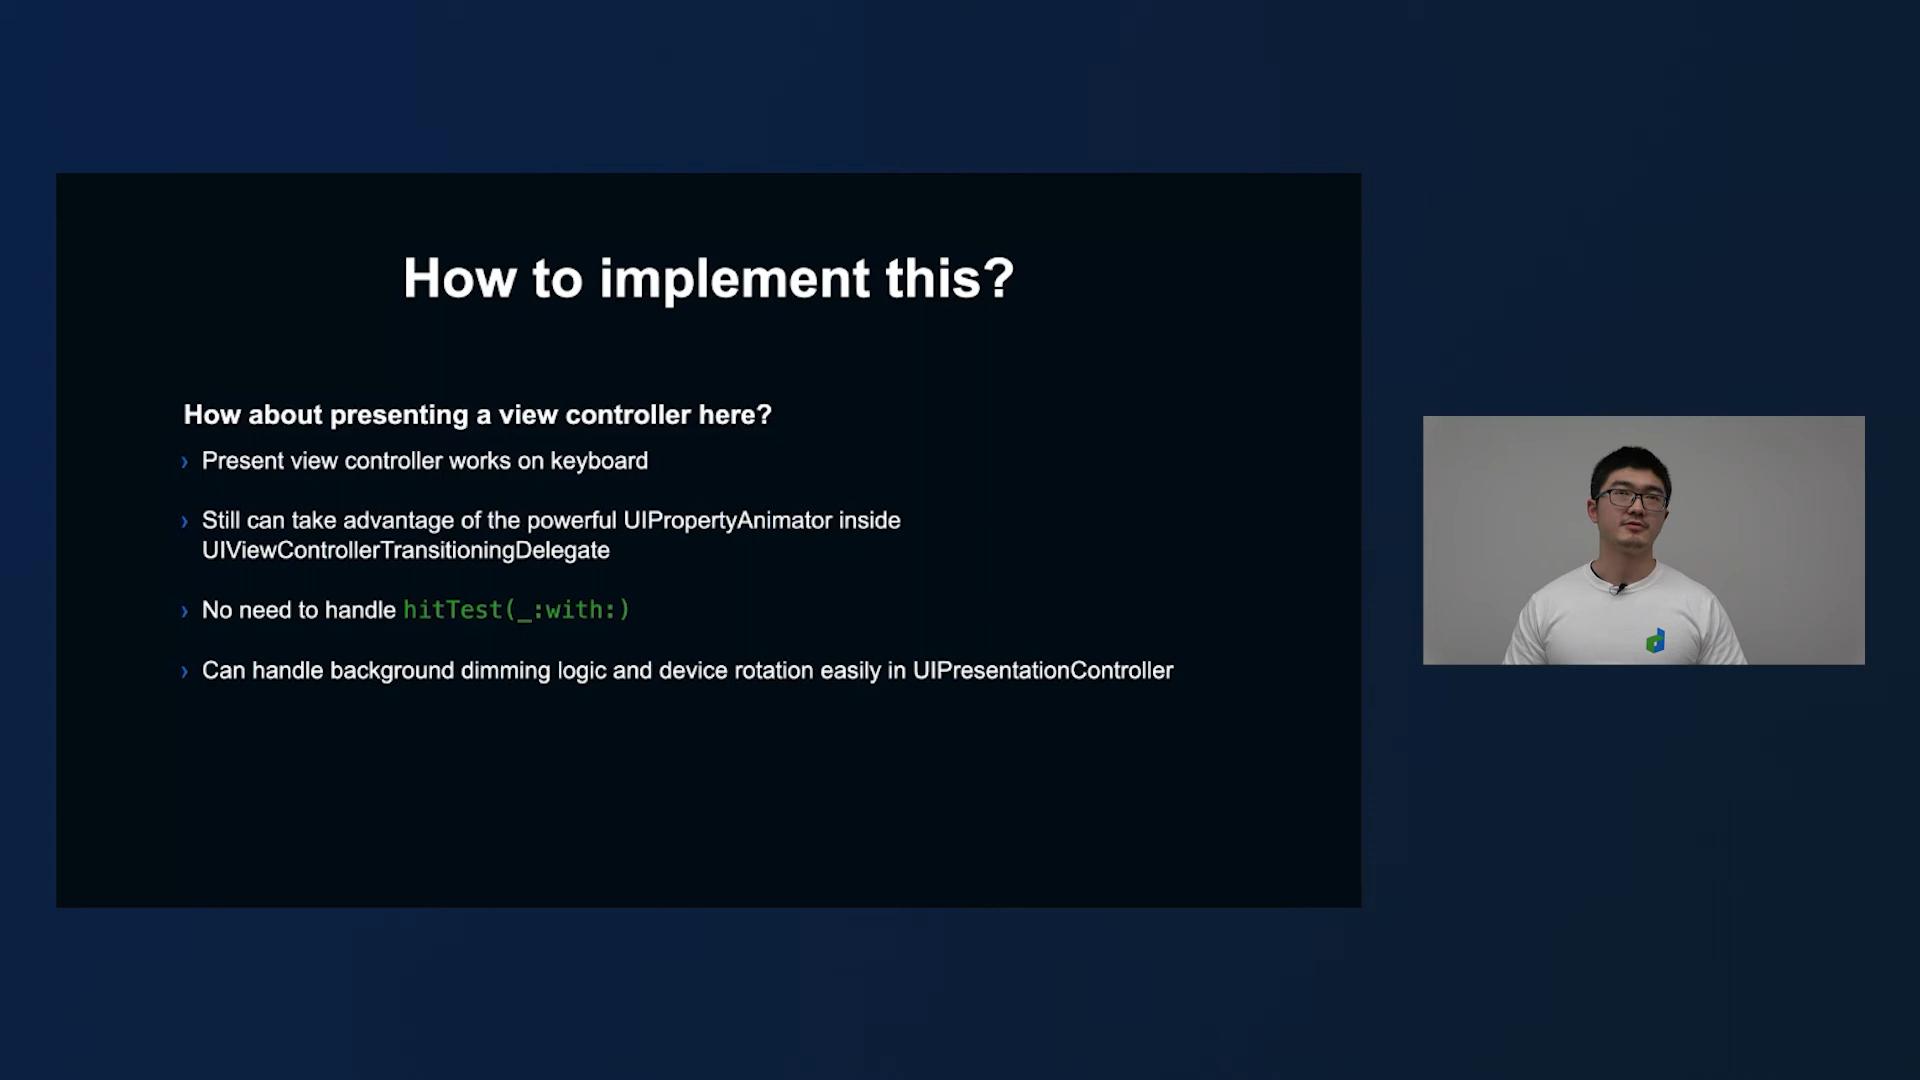 How to implement this?
How about presenting a view controller here?
› Present view controller works on keyboard
› Still can take advantage of the powerful UIPropertyAnimator inside
UIViewControllerTransitioningDelegate
› No need to handle hitTest(_:with:)
› Can handle background dimming logic and device rotation easily in UIPresentationController